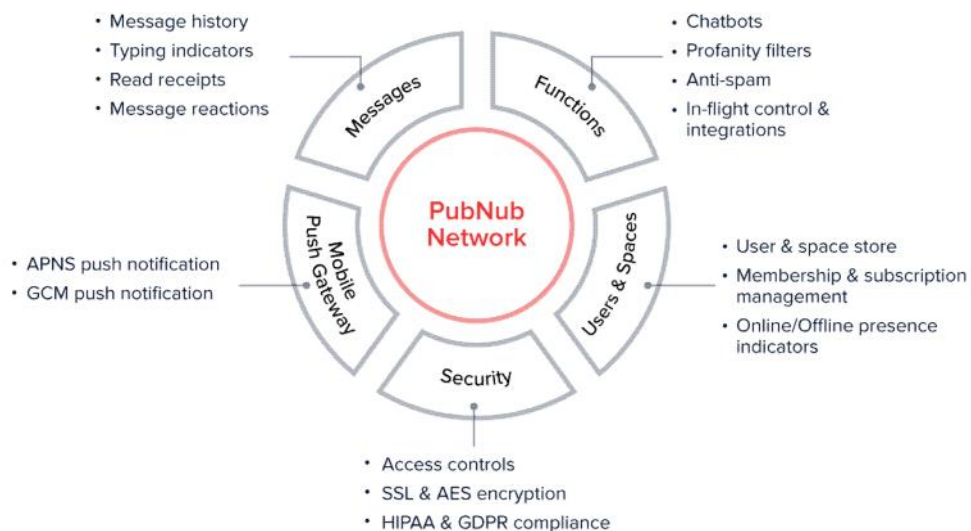 • Message history
• Typing indicators
• Read receipts
• Message reactions
Messages
• Chatbots
• Profanity filters
• Anti-spam
• In-flight control &
integrations
Functions
PubNub
Network
Mobile
Push Gateway
• APNS push notification
• GCM push notification
Users & Spaces
• User & space store
• Membership & subscription
management
• Online/Offline presence
indicators
Security
• Access controls
• SSL & AES encryption
• HIPAA & GDPR compliance